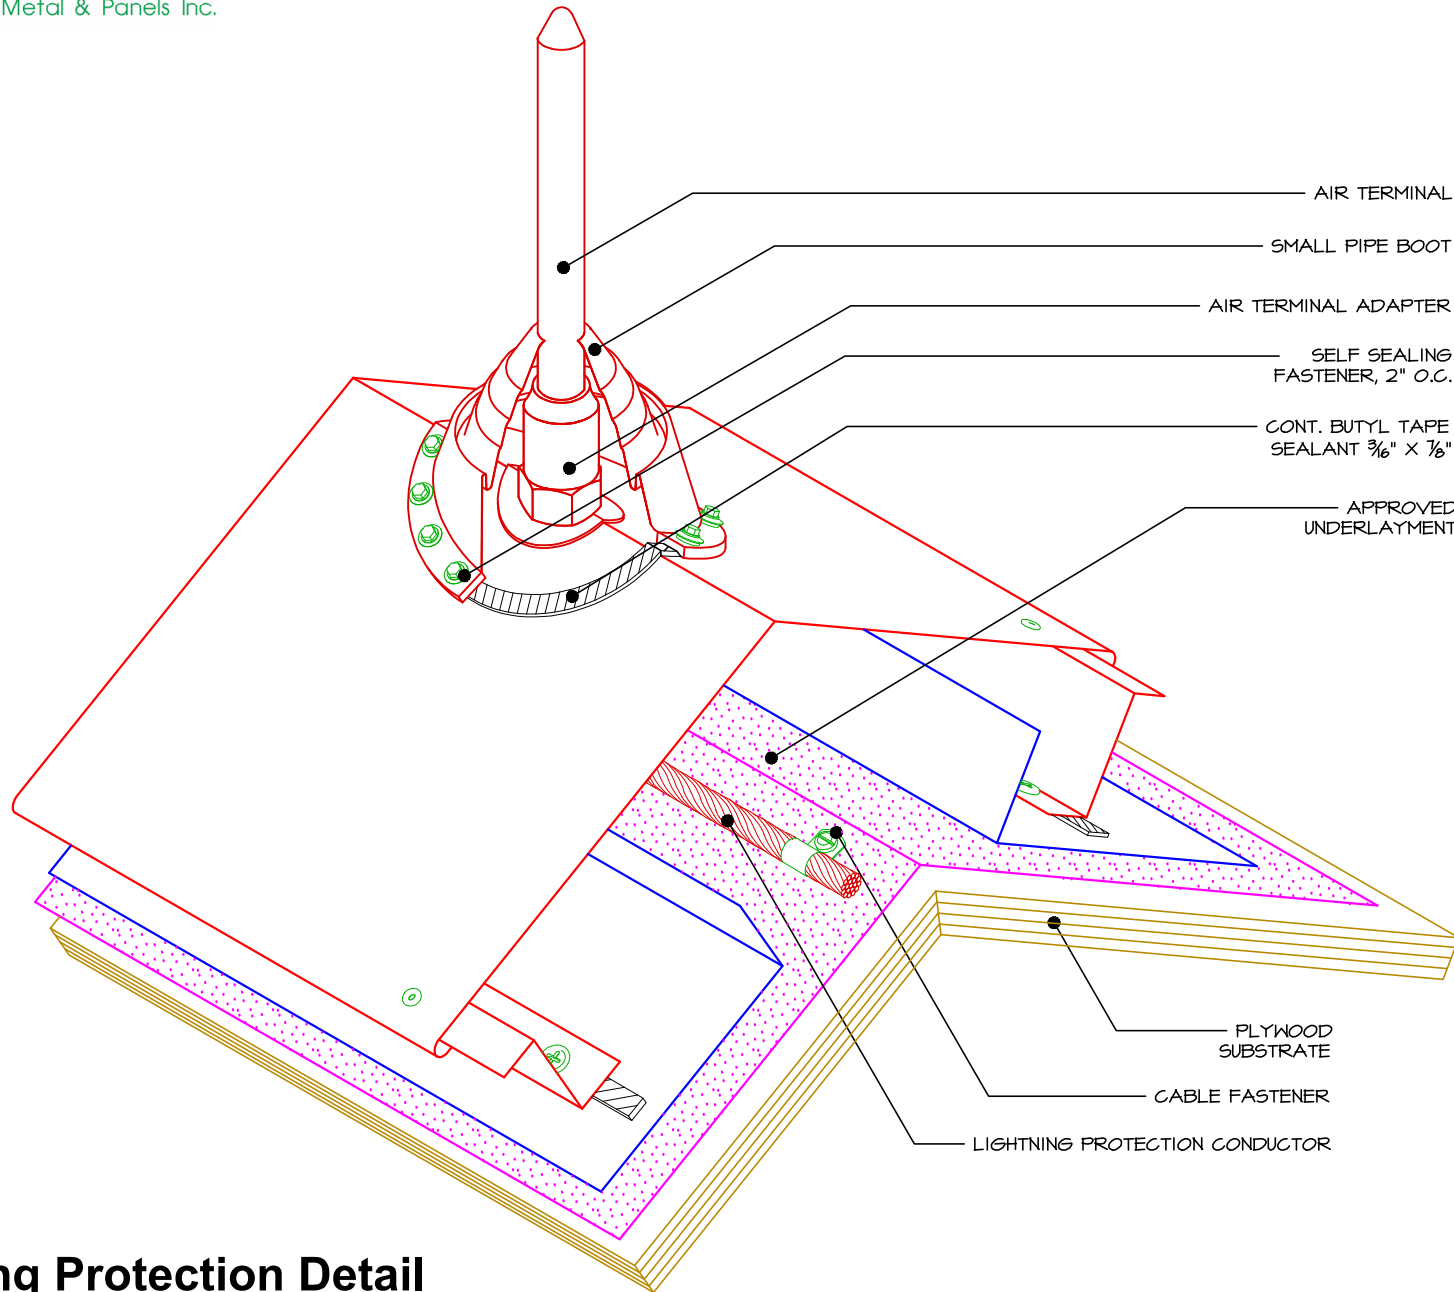 Metal & Panels Inc.
AIR TERMINAL
SMALL PIPE BOOT
AIR TERMINAL ADAPTER
SELF SEALING
FASTENER, 2" O.C.
CONT. BUTYL TAPE
SEALANT 3/16" X 7/8"
APPROVED
UNDERLAYMENT
PLYWOOD
SUBSTRATE
CABLE FASTENER
LIGHTNING PROTECTION CONDUCTOR
ng Protection Detail